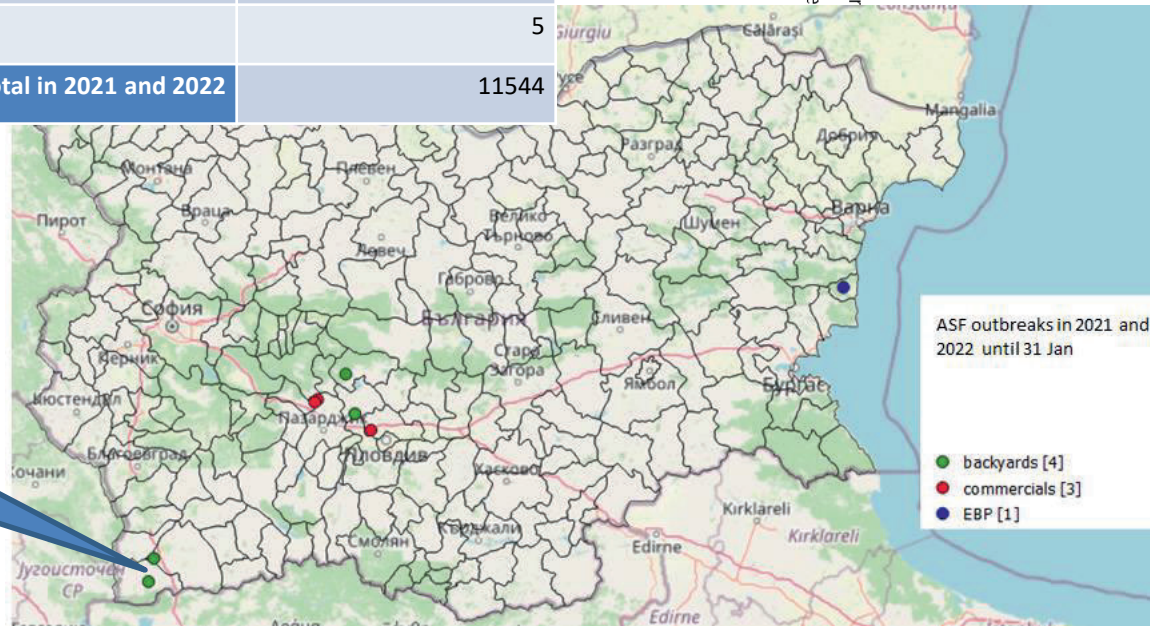 5
otal in 2021 and 2022 11544
Giurgiu
Călărași
Constanța
Mangalia
Добрич
Разград
Монтана
Плевен
Пирот
Враца
Велико
Търново
Шумен
Варна
Ловеч
Габрово
София
България
Сливен
Перник
Стара
Загора
Ямбол
Бургас
Кюстендил
Пазарджик
Благоевград
Пловдив
Хасково
Кочани
Кърджали
Смолян
Kırklareli
Kırklareli
Edirne
Југоисточен
СР
Edirne
ASF outbreaks in 2021 and
2022 until 31 Jan
backyards [4]
commercials [3]
EBP [1]